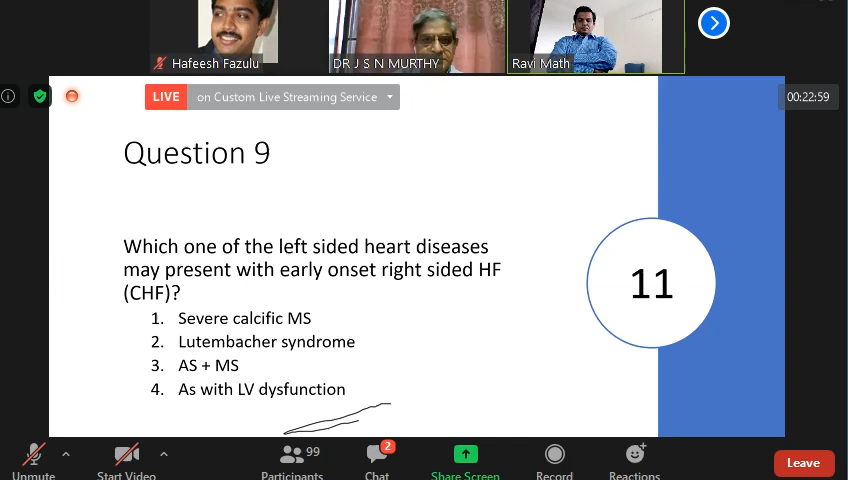 Hafeesh Fazulu
DR J S N MURTHY
Ravi Math
LIVE on Custom Live Streaming Service
00:22:59
Question 9
Which one of the left sided heart diseases
may present with early onset right sided HF
(CHF)?
1. Severe calcific MS
2. Lutembacher syndrome
3. AS + MS
4. As with LV dysfunction
11
99
2
Unmute
Start Video
Participants
Chat
Share Screen
Record
Reactions
Leave